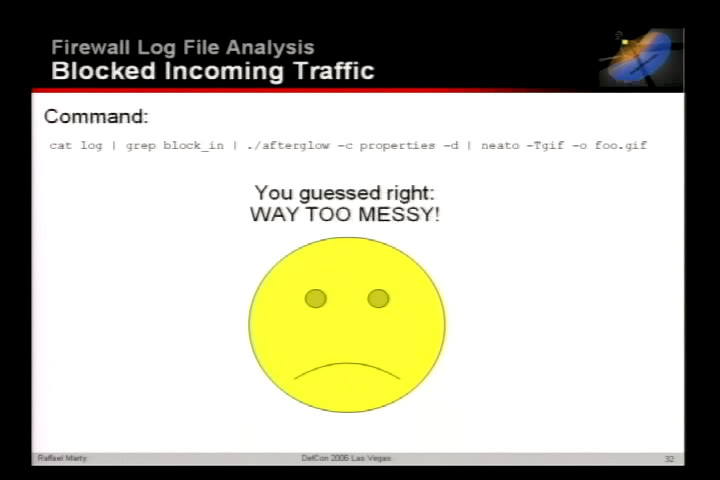 Firewall Log File Analysis
Blocked Incoming Traffic
Command:
cat log | grep block_in | ./afterglow -c properties -d | neato -Tgif -o foo.gif
You guessed right:
WAY TOO MESSY!
Raffael Marty
DefCon 2006 Las Vegas
32